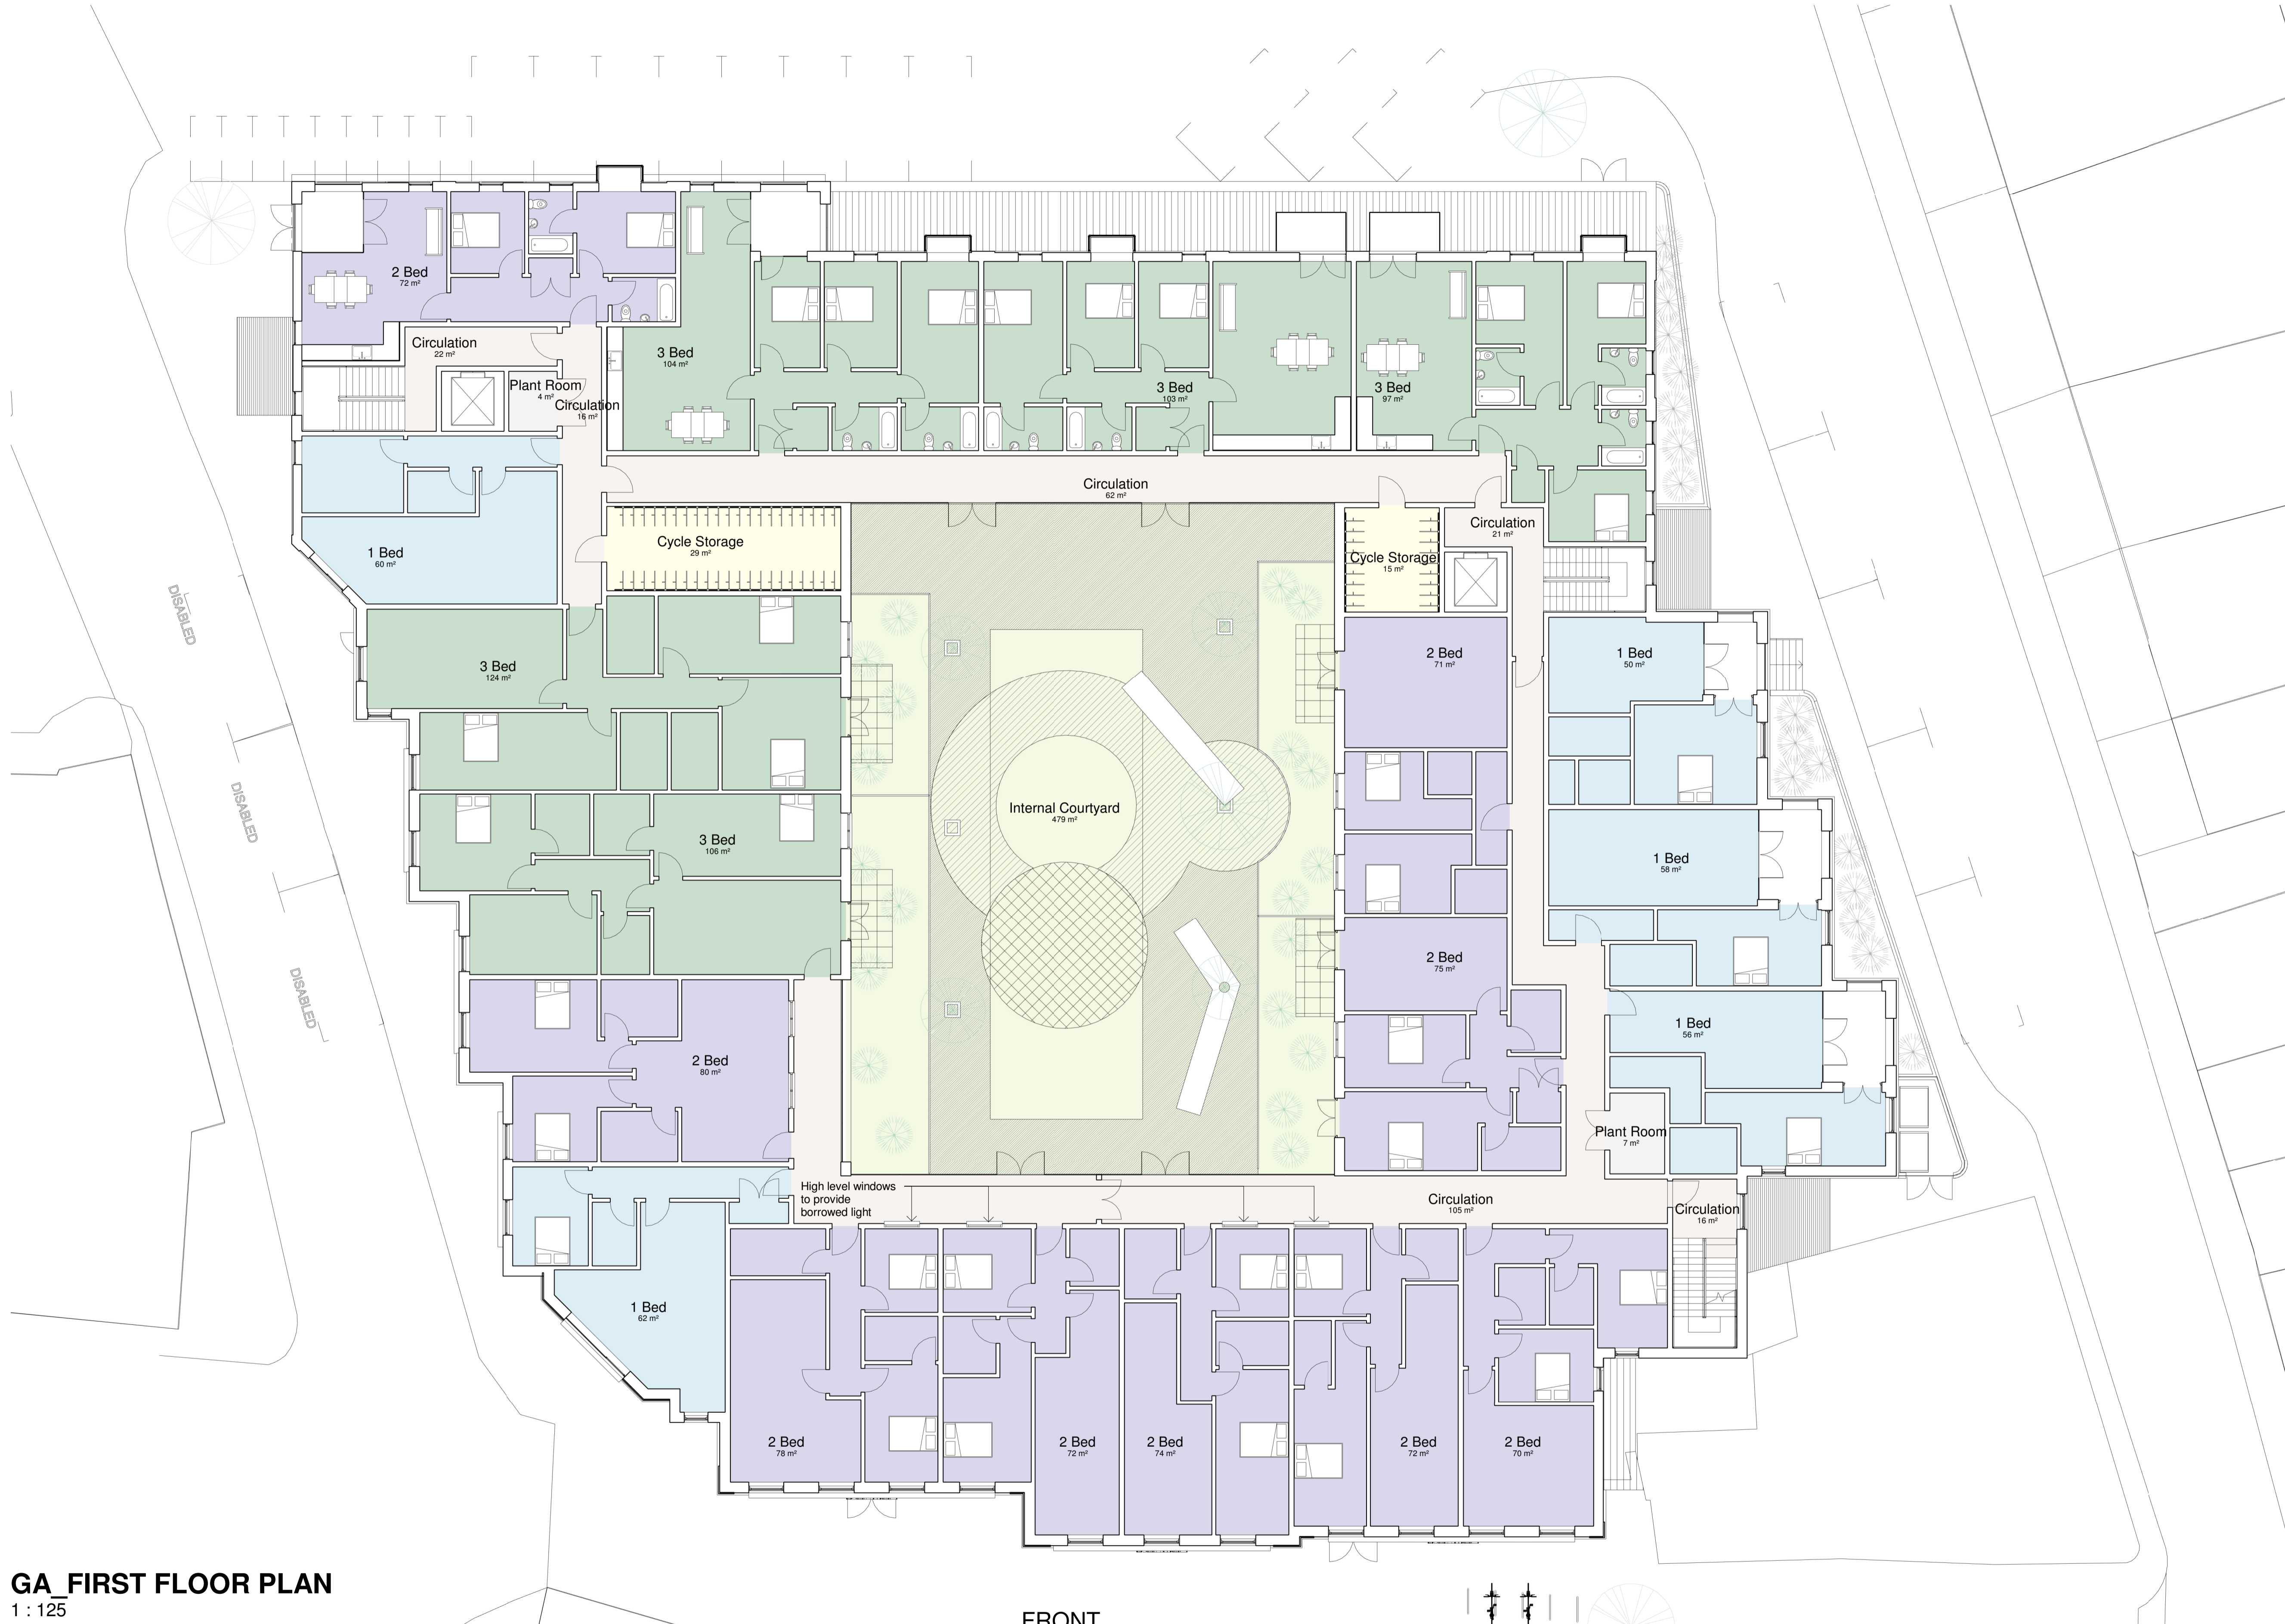 2 Bed
72 m²
Circulation
22 m²
Plant Room
4 m²
Circulation
16 m²
3 Bed
104 m²
3 Bed
103 m²
3 Bed
97 m²
Circulation
62 m²
1 Bed
60 m²
Cycle Storage
29 m²
Cycle Storage
15 m²
Circulation
21 m²
DISABLED
3 Bed
124 m²
2 Bed
71 m²
1 Bed
50 m²
DISABLED
3 Bed
106 m²
Internal Courtyard
479 m²
1 Bed
58 m²
DISABLED
2 Bed
80 m²
2 Bed
75 m²
1 Bed
56 m²
Plant Room
7 m²
High level windows
to provide
borrowed light
Circulation
105 m²
Circulation
16 m²
1 Bed
62 m²
2 Bed
78 m²
2 Bed
72 m²
2 Bed
74 m²
2 Bed
72 m²
2 Bed
70 m²
GA_FIRST FLOOR PLAN
1 : 125
FRONT